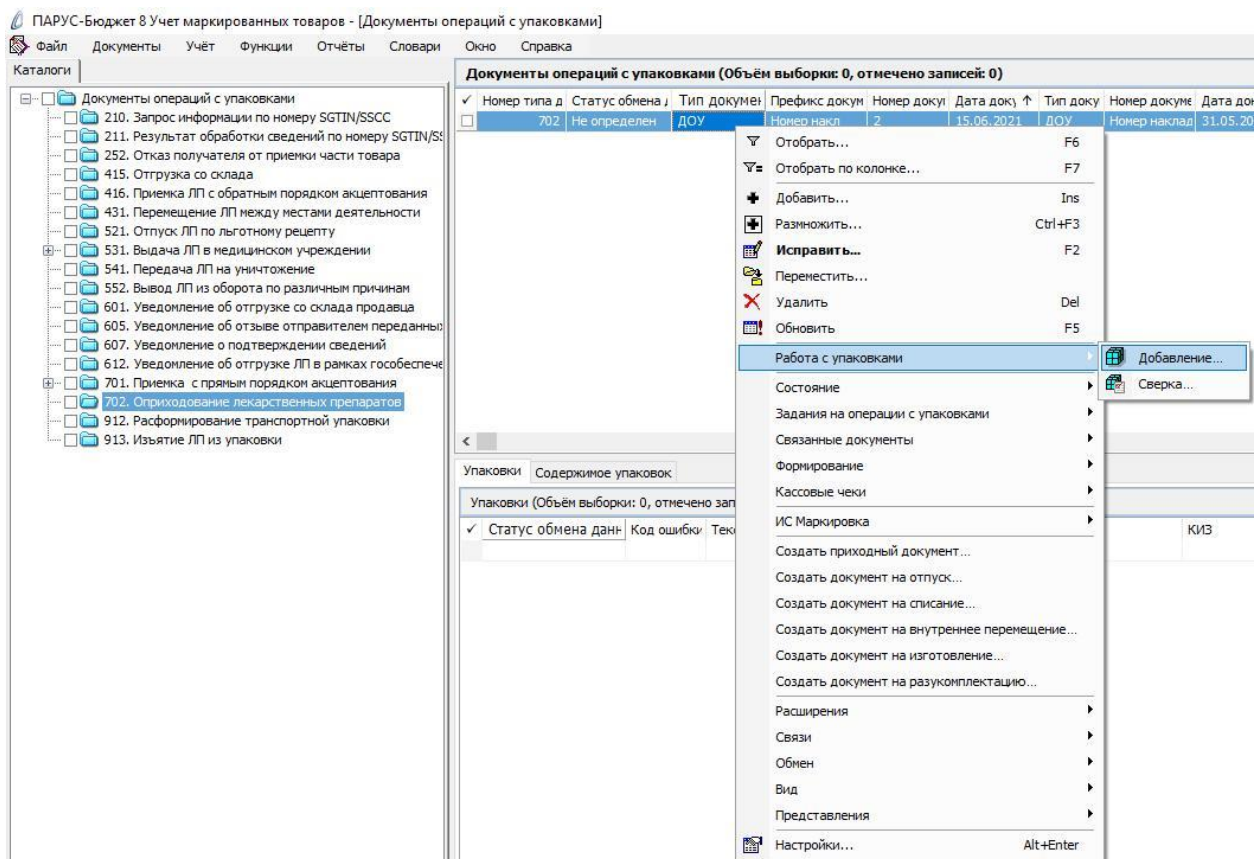 ПАРУС-Бюджет 8 Учет маркированных товаров - [Документы операций с упаковками]
Файл Документы Учёт Функции Отчёты Словари Окно Справка
Каталоги
Документы операций с упаковками
210. Запрос информации по номеру SGTIN/SSCC
211. Результат обработки сведений по номеру SGTIN/S
252. Отказ получателя от приемки части товара
415. Отгрузка со склада
416. Приемка ЛП с обратным порядком акцептования
431. Перемещение ЛП между местами деятельности
521. Отпуск ЛП по льготному рецепту
531. Выдача ЛП в медицинском учреждении
541. Передача ЛП на уничтожение
552. Вывод ЛП из оборота по различным причинам
601. Уведомление об отгрузке со склада продавца
605. Уведомление об отзыве отправителем переданны
607. Уведомление о подтверждении сведений
612. Уведомление об отгрузке ЛП в рамках гособеспече
701. Приемка с прямым порядком акцептования
702. Оприходование лекарственных препаратов
912. Расформирование транспортной упаковки
913. Изъятие ЛП из упаковки
Документы операций с упаковками (Объём выборки: 0, отмечено записей: 0)
Номер типа д Статус обмена Тип докумен Префикс докум Номер доку Дата доку Тип доку Номер докуме Дата док
702 Не определен ДОУ Номер накл 2 15.06.2021 ДОУ Номер наклад 31.05.20
Отобрать... F6
Отобрать по колонке... F7
Добавить... Ins
Размножить... Ctrl+F3
Исправить... F2
Переместить...
Удалить Del
Обновить F5
Работа с упаковками
Добавление...
Сверка...
Состояние
Задания на операции с упаковками
Связанные документы
Формирование
Кассовые чеки
ИС Маркировка
Создать приходный документ...
Создать документ на отпуск...
Создать документ на списание...
Создать документ на внутреннее перемещение...
Создать документ на изготовление...
Создать документ на разукомплектацию...
Расширения
Связи
Обмен
Вид
Представления
Настройки... Alt+Enter
Упаковки Содержимое упаковок
Упаковки (Объём выборки: 0, отмечено зап
Статус обмена данн Код ошибки Тек КИЗ